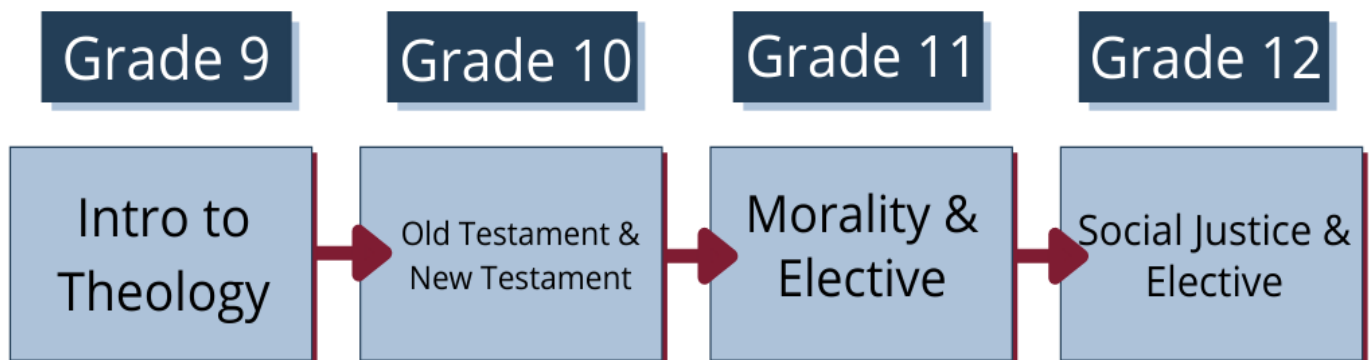 Grade 9
Grade 10
Grade 11
Grade 12
Intro to
Theology
Old Testament &
New Testament
Morality &
Elective
Social Justice &
Elective